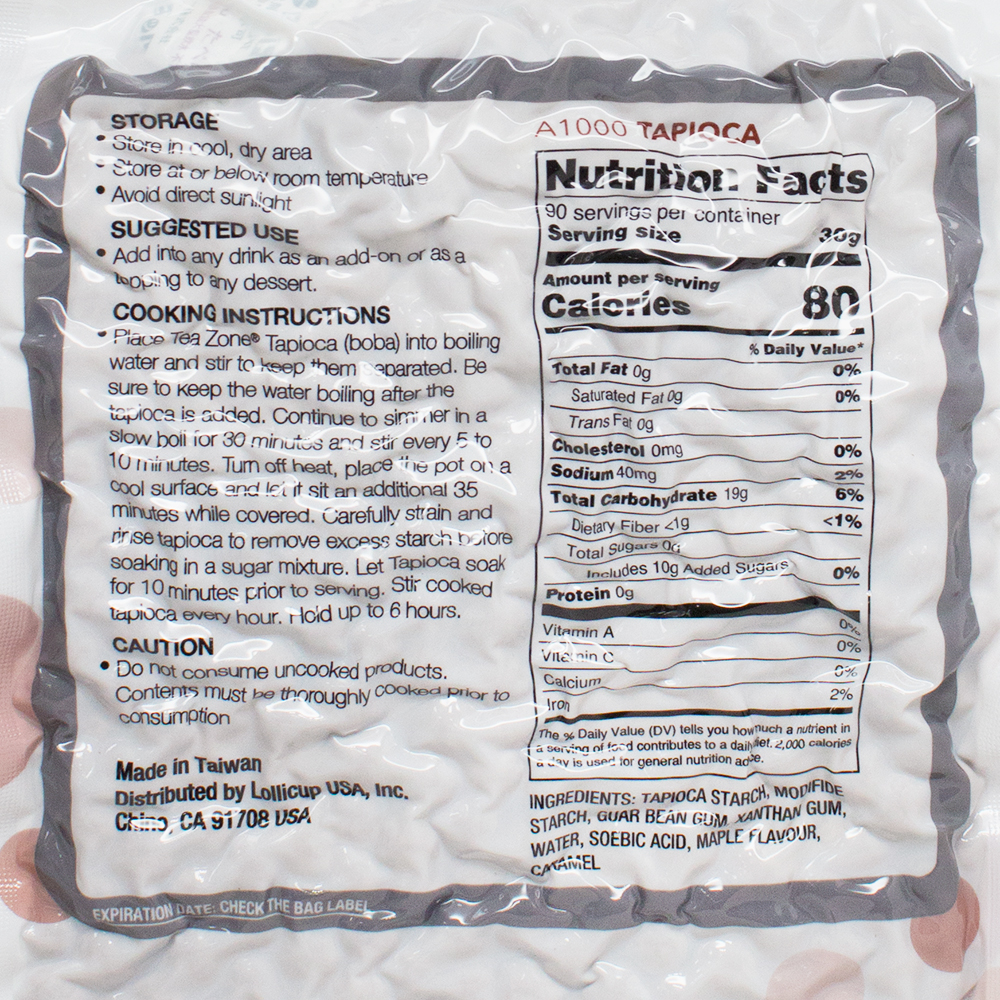 STORAGE
• Store in cool, dry area
• Store at or below room temperature
• Avoid direct sunlight
SUGGESTED USE
• Add into any drink as an add-on or as a
topping to any dessert.
COOKING INSTRUCTIONS
• Place Tea Zone® Tapioca (boba) into boiling
water and stir to keep them separated. Be
sure to keep the water boiling after the
tapioca is added. Continue to simmer in a
slow boil for 30 minutes and stir every 5 to
10 minutes. Turn off heat, place the pot on a
cool surface and let it sit an additional 35
minutes while covered. Carefully strain and
rinse tapioca to remove excess starch before
soaking in a sugar mixture. Let Tapioca soak
for 10 minutes prior to serving. Stir cooked
tapioca every hour. Hold up to 6 hours.
CAUTION
• Do not consume uncooked products.
Contents must be thoroughly cooked prior to
consumption
Made in Taiwan
Distributed by Lollicup USA, Inc.
Chino, CA 91708 USA
EXPIRATION DATE: CHECK THE BAG LABEL
A1000 TAPIOCA
Nutrition Facts
90 servings per container
Serving size 30g
Amount per serving
Calories 80
% Daily Value*
Total Fat 0g 0%
Saturated Fat 0g 0%
Trans Fat 0g
Cholesterol 0mg 0%
Sodium 40mg 2%
Total Carbohydrate 19g 6%
Dietary Fiber <1g <1%
Total Sugars 0g
Includes 10g Added Sugars 0%
Protein 0g
Vitamin A 0%
Vitamin C 0%
Calcium 0%
Iron 2%
The % Daily Value (DV) tells you how much a nutrient in
a serving of food contributes to a daily diet. 2,000 calories
a day is used for general nutrition advice.
INGREDIENTS: TAPIOCA STARCH, MODIFIDE
STARCH, GUAR BEAN GUM, XANTHAN GUM,
WATER, SOEBIC ACID, MAPLE FLAVOUR,
CARAMEL